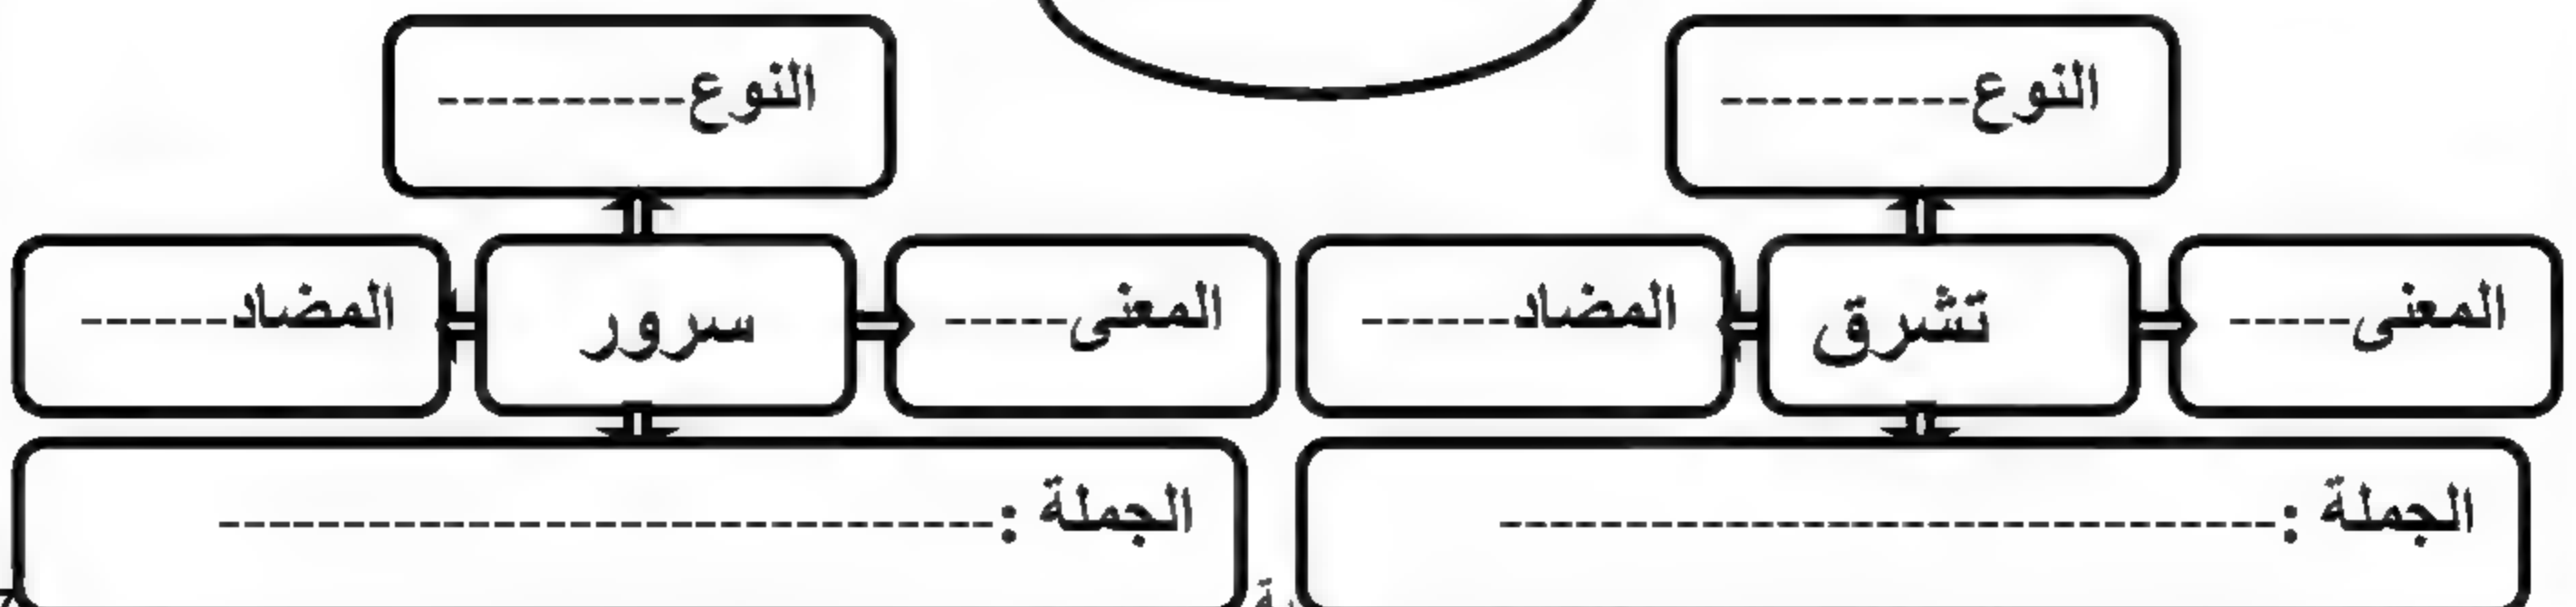 النوع---------- النوع----------
المعنى----- تشرق المضاد------ المعنى----- سرور المضاد------
الجملة :-------------------------------- الجملة :--------------------------------